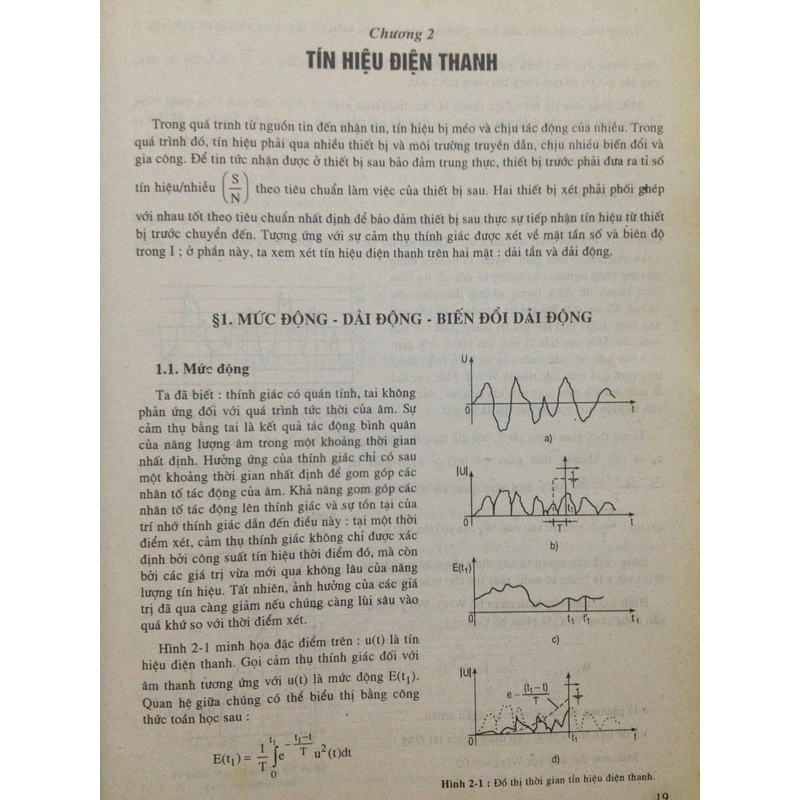 Chương 2
TÍN HIỆU ĐIỆN THANH
Trong quá trình từ nguồn tin đến nhận tin, tín hiệu bị méo và chịu tác động của nhiễu. Trong
quá trình đó, tín hiệu phải qua nhiều thiết bị và môi trường truyền dẫn, chịu nhiều biến đổi và
gia công. Để tin tức nhận được ở thiết bị sau bảo đảm trung thực, thiết bị trước phải đưa ra tỉ số
tín hiệu/nhiễu (S/N) theo tiêu chuẩn làm việc của thiết bị sau. Hai thiết bị xét phải phối ghép
với nhau tốt theo tiêu chuẩn nhất định để bảo đảm thiết bị sau thực sự tiếp nhận tín hiệu từ thiết
bị trước chuyển đến. Tương ứng với sự cảm thụ thính giác được xét về mặt tần số và biên độ
trong I ; ở phần này, ta xem xét tín hiệu điện thanh trên hai mặt : dải tần và dải động.
§1. MỨC ĐỘNG - DẢI ĐỘNG - BIẾN ĐỔI DẢI ĐỘNG
1.1. Mức động
Ta đã biết : thính giác có quán tính, tai không
phản ứng đối với quá trình tức thời của âm. Sự
cảm thụ bằng tai là kết quả tác động bình quân
của năng lượng âm trong một khoảng thời gian
nhất định. Hưởng ứng của thính giác chỉ có sau
một khoảng thời gian nhất định để gom góp các
nhân tố tác động của âm. Khả năng gom góp các
nhân tố tác động lên thính giác và sự tồn tại của
trí nhớ thính giác dẫn đến điều này : tại một thời
điểm xét, cảm thụ thính giác không chỉ được xác
định bởi công suất tín hiệu thời điểm đó, mà còn
bởi các giá trị vừa mới qua không lâu của năng
lượng tín hiệu. Tất nhiên, ảnh hưởng của các giá
trị đã qua càng giảm nếu chúng càng lùi sâu vào
quá khứ so với thời điểm xét.
Hình 2-1 minh họa đặc điểm trên : u(t) là tín
hiệu điện thanh. Gọi cảm thụ thính giác đối với
âm thanh tương ứng với u(t) là mức động E(t₁).
Quan hệ giữa chúng có thể biểu thị bằng công
thức toán học sau :
E(t₁) = 1/T ∫₀^t₁ e^(-(t₁-t)/T) u²(t)dt
U
0
t
a)
|U|
1/T
0
t₁
t
T
b)
E(t₁)
0
t₁
t'₁
t₁
c)
|U|
e - (t₁-t)/T
1/T
0
t₁
t
d)
Hình 2-1 : Đồ thị thời gian tín hiệu điện thanh.
19